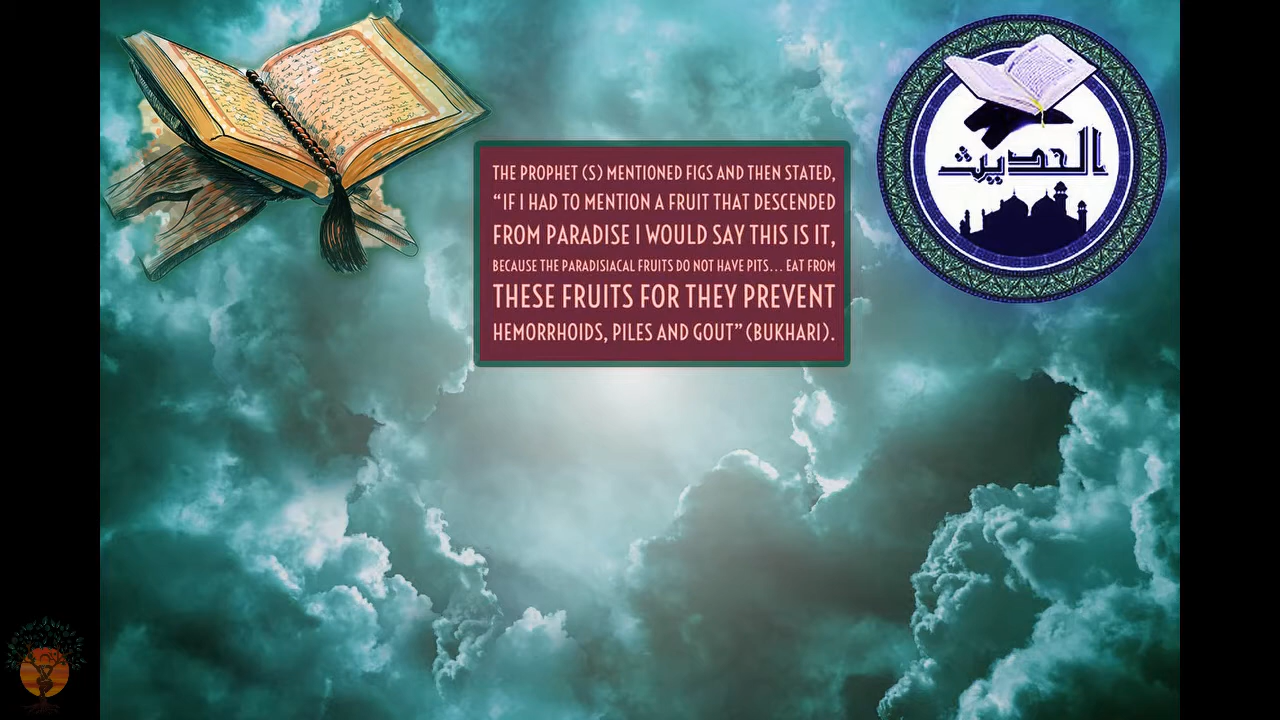 THE PROPHET (S) MENTIONED FIGS AND THEN STATED,
“IF I HAD TO MENTION A FRUIT THAT DESCENDED
FROM PARADISE I WOULD SAY THIS IS IT,
BECAUSE THE PARADISIACAL FRUITS DO NOT HAVE PITS... EAT FROM
THESE FRUITS FOR THEY PREVENT
HEMORRHOIDS, PILES AND GOUT” (BUKHARI).
الحديث